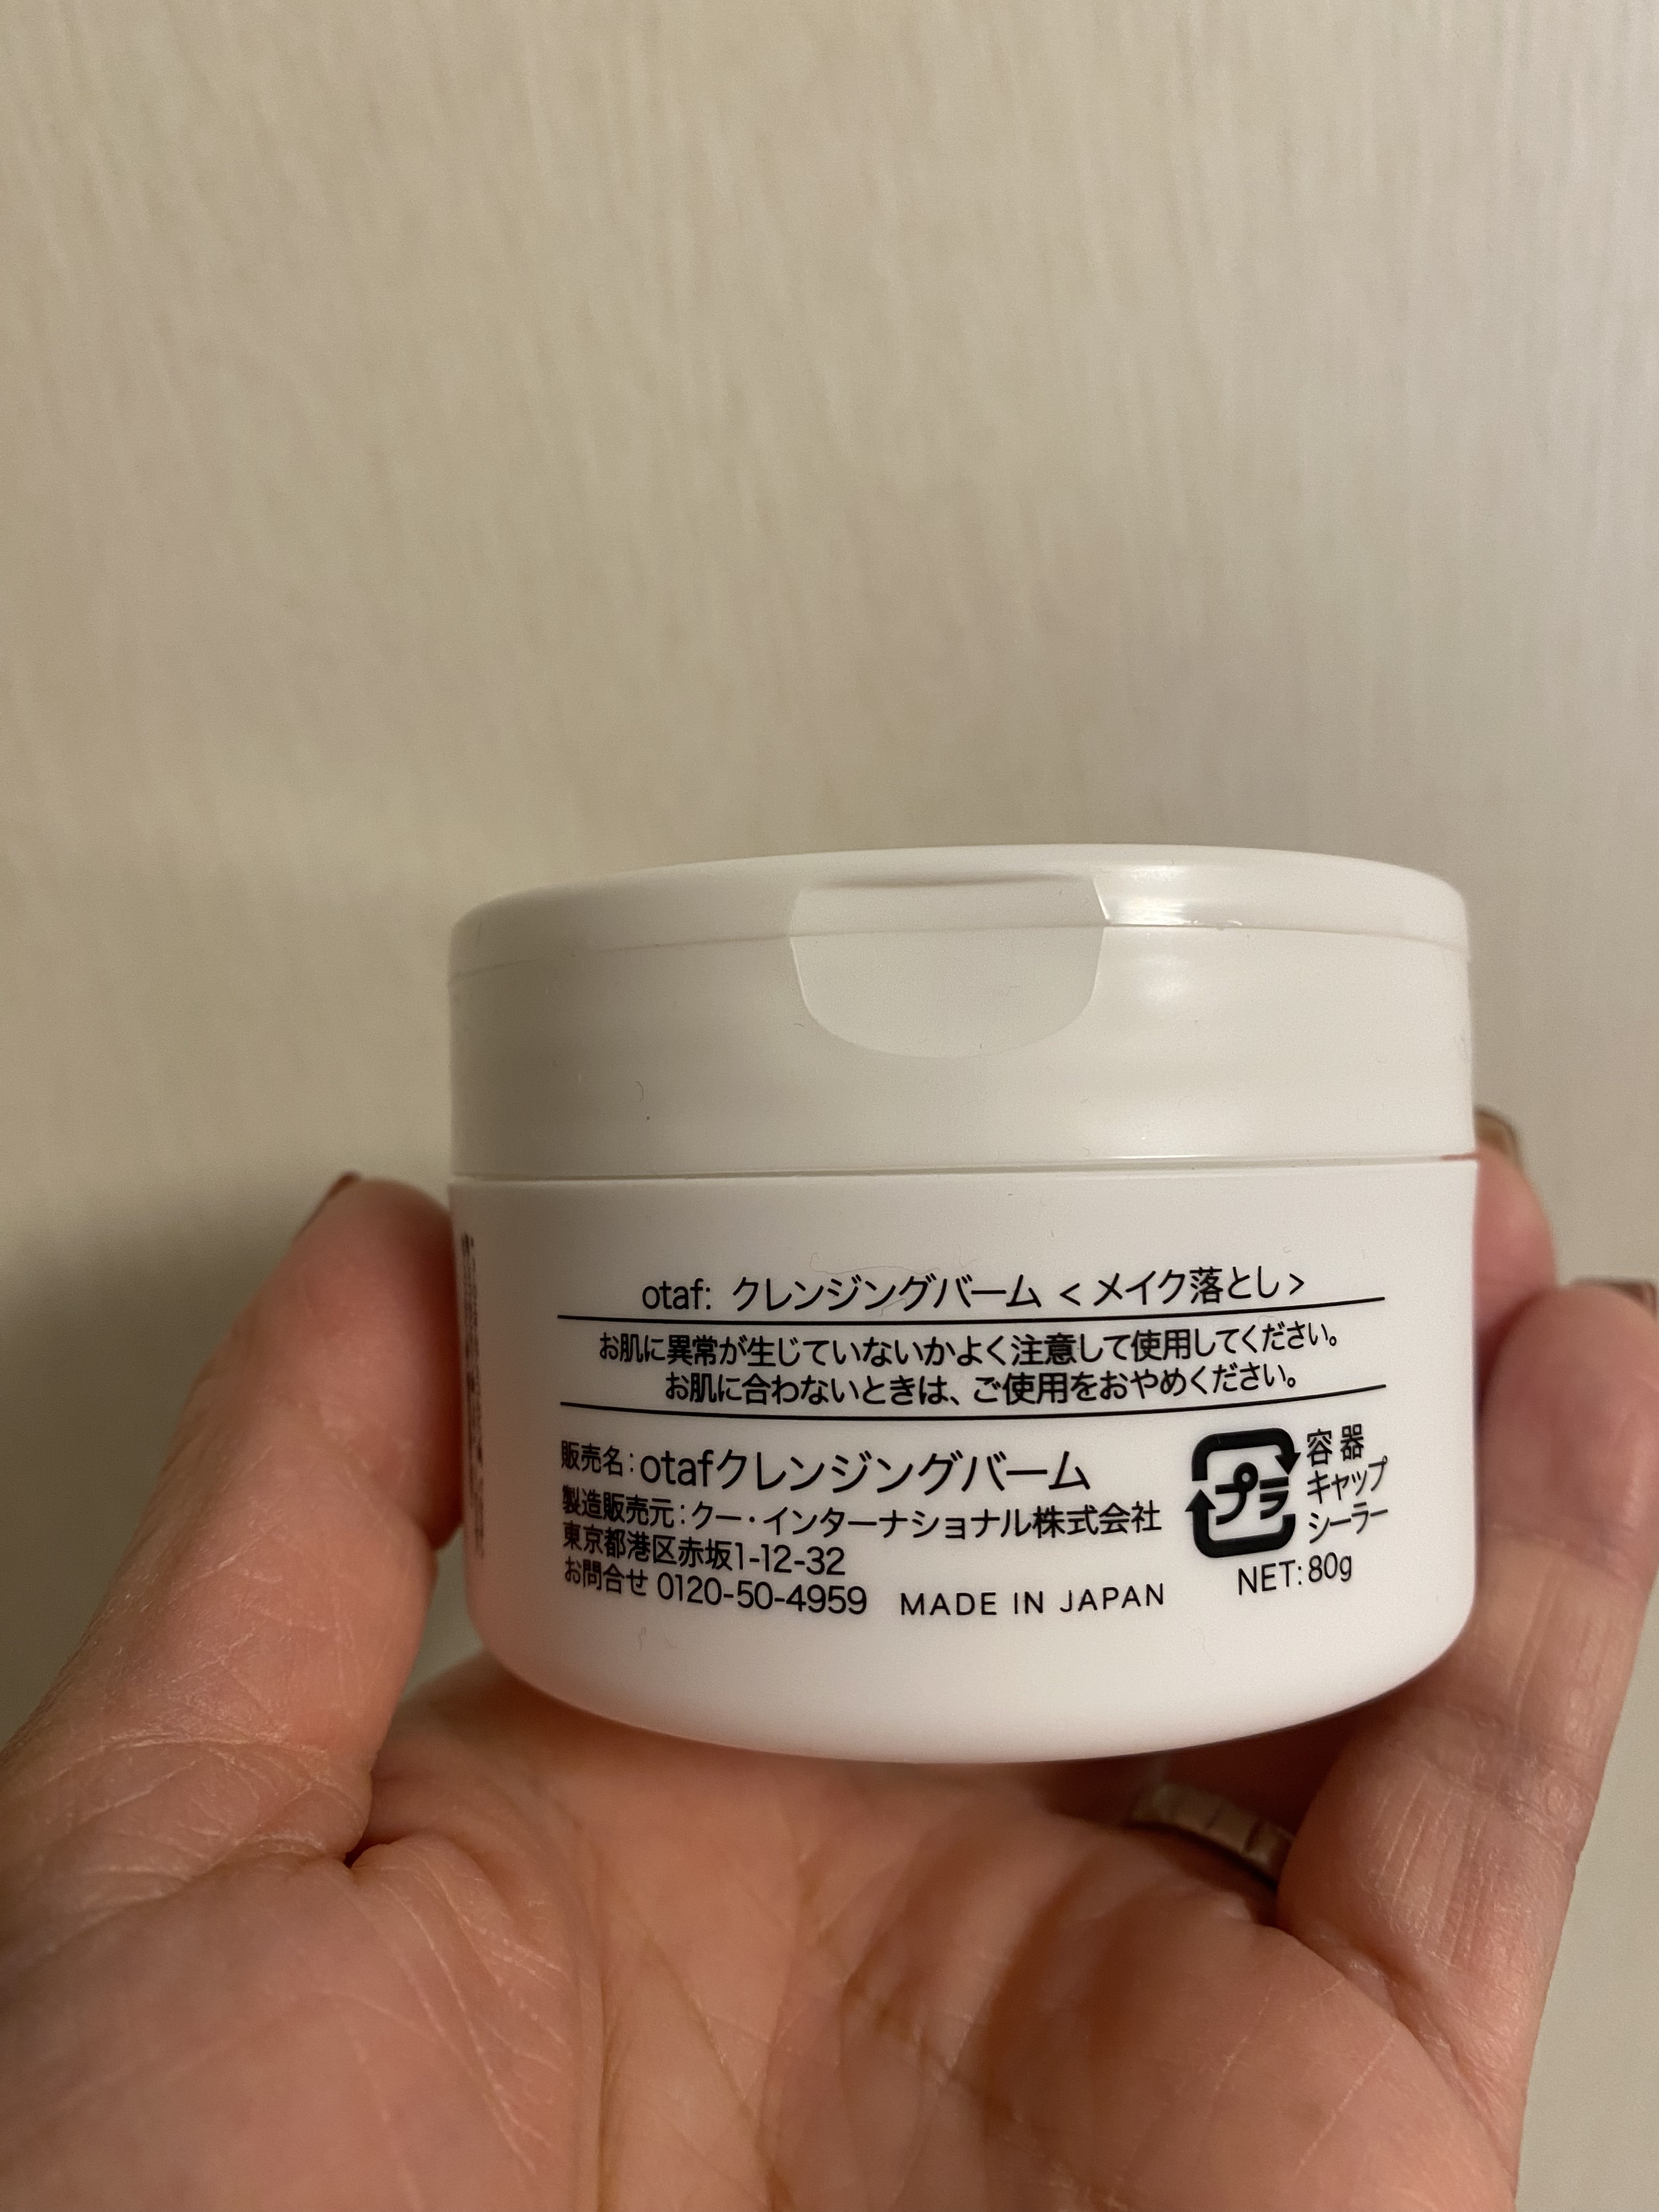 otaf: クレンジングバーム < メイク落とし >
お肌に異常が生じていないかよく注意して使用してください。
お肌に合わないときは、ご使用をおやめください。
販売名:otafクレンジングバーム
製造販売元:クー・インターナショナル株式会社
東京都港区赤坂1-12-32
お問合せ 0120-50-4959 MADE IN JAPAN
プラ
容器
キャップ
シーラー
NET:80g